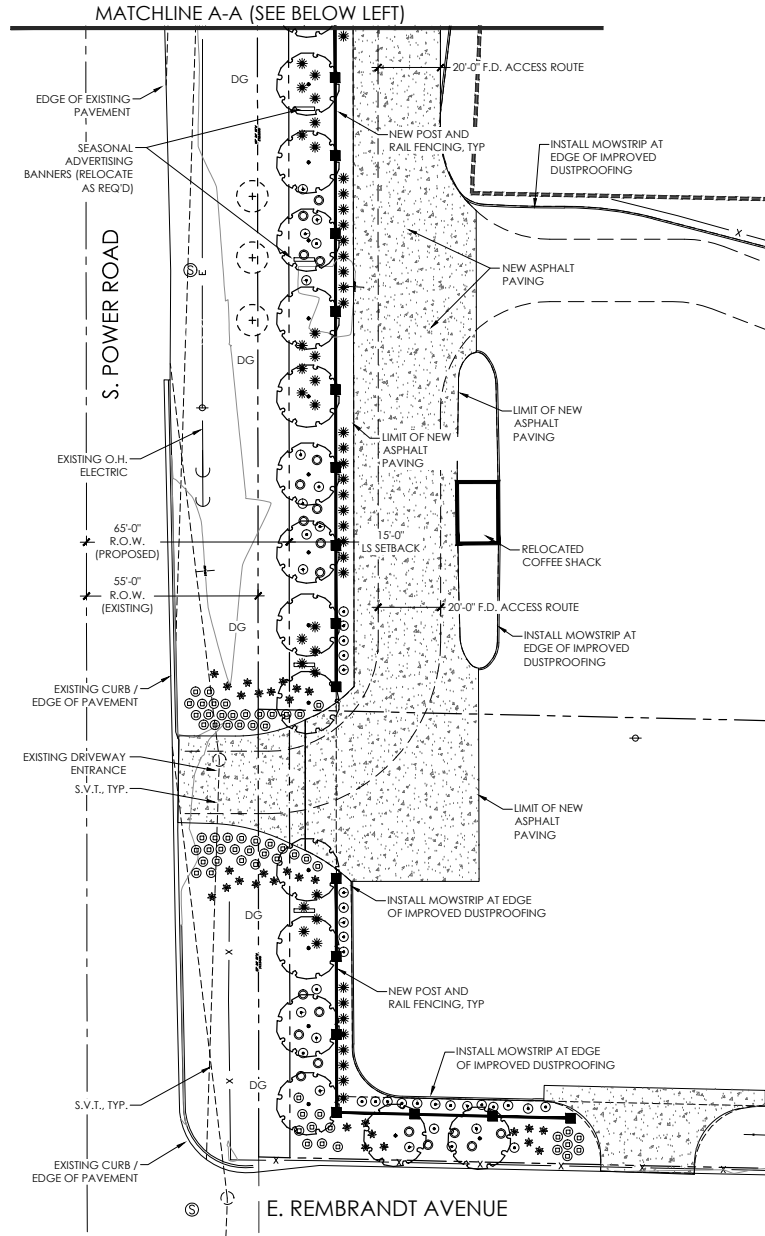 MATCHLINE A-A (SEE BELOW LEFT)
DG
20'-0" F.D. ACCESS ROUTE
EDGE OF EXISTING
PAVEMENT
NEW POST AND
RAIL FENCING, TYP
SEASONAL
ADVERTISING
BANNERS (RELOCATE
AS REQ'D)
INSTALL MOWSTRIP AT
EDGE OF IMPROVED
DUSTPROOFING
X
S
E
NEW ASPHALT
PAVING
S. POWER ROAD
DG
LIMIT OF NEW
ASPHALT
PAVING
LIMIT OF NEW
ASPHALT
PAVING
EXISTING O.H.
ELECTRIC
65'-0"
R.O.W.
(PROPOSED)
15'-0"
LS SETBACK
RELOCATED
COFFEE SHACK
55'-0"
R.O.W.
(EXISTING)
20'-0" F.D. ACCESS ROUTE
DG
INSTALL MOWSTRIP AT
EDGE OF IMPROVED
DUSTPROOFING
EXISTING CURB /
EDGE OF PAVEMENT
EXISTING DRIVEWAY
ENTRANCE
S.V.T., TYP.
LIMIT OF NEW
ASPHALT
PAVING
INSTALL MOWSTRIP AT EDGE
OF IMPROVED DUSTPROOFING
DG
X
NEW POST AND
RAIL FENCING, TYP
INSTALL MOWSTRIP AT EDGE
OF IMPROVED DUSTPROOFING
DG
X
S.V.T., TYP.
EXISTING CURB /
EDGE OF PAVEMENT
X X X X X X X
S
E. REMBRANDT AVENUE